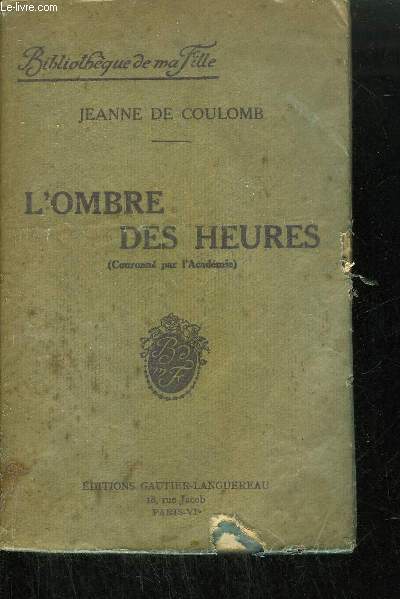 Le-livre.com
Bibliothèque de ma Fille
JEANNE DE COULOMB
L'OMBRE
DES HEURES
(Couronné par l'Académie)
B
m F
ÉDITIONS GAUTIER-LANGUEREAU
18, rue Jacob
PARIS-VIe